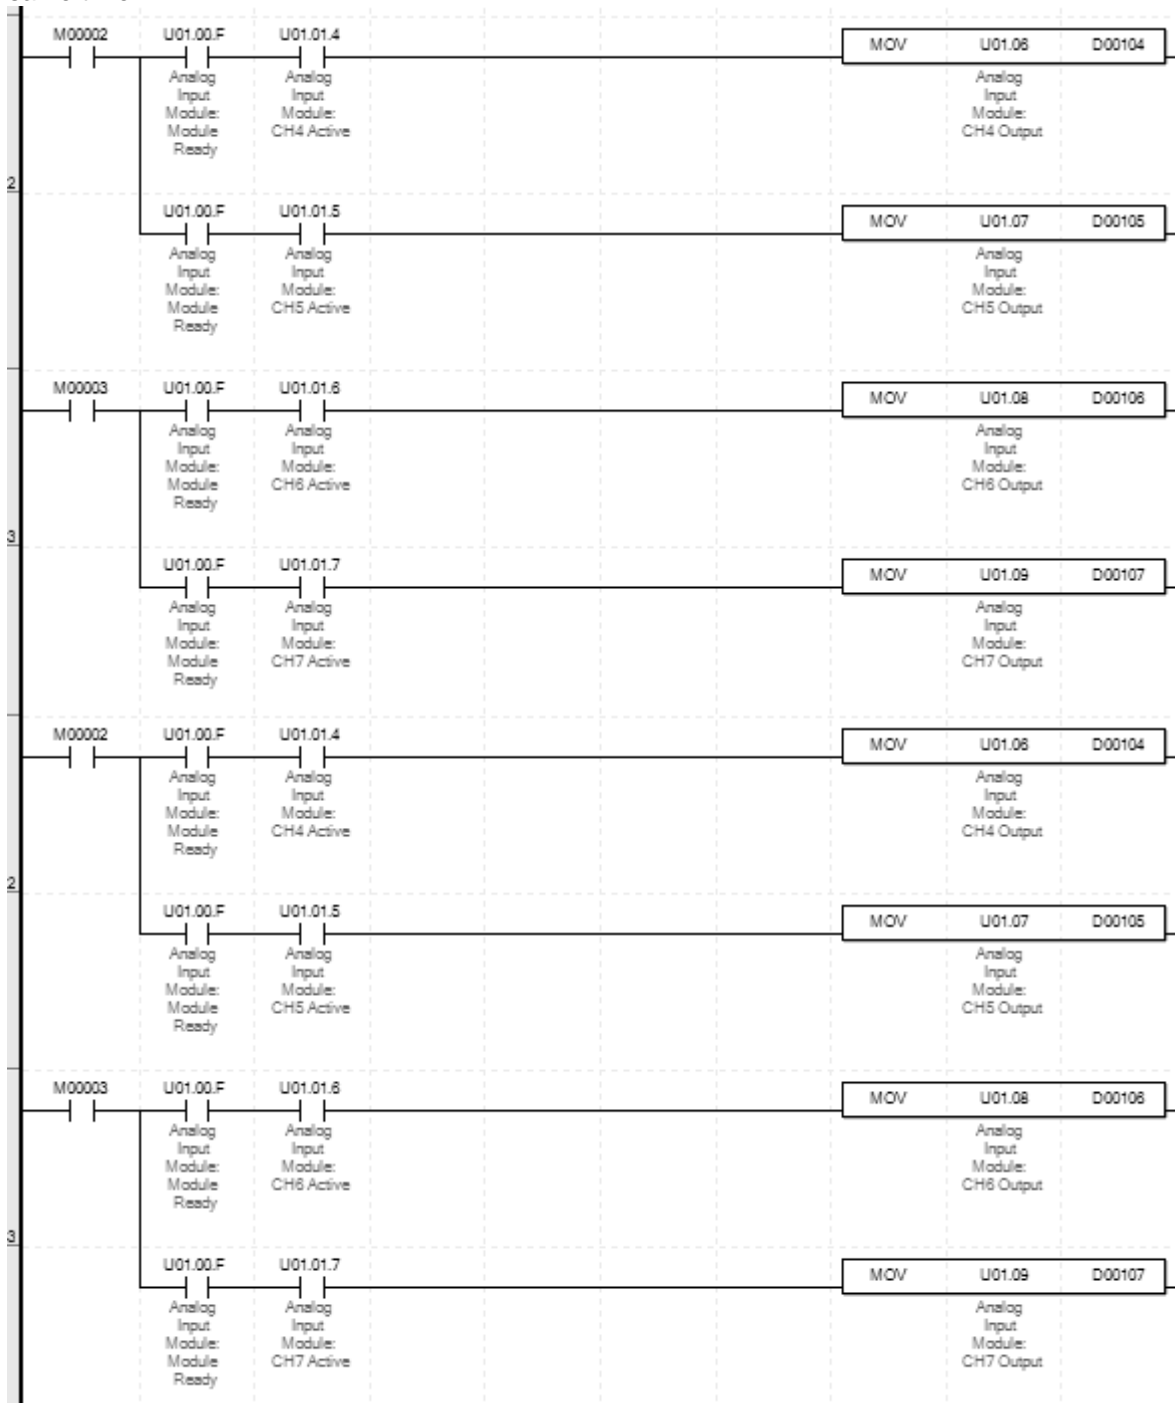 M00002 U01.00.F U01.01.4
MOV U01.06 D00104
Analog Analog Analog
Input Input Input
Module: Module: Module:
Module CH4 Active CH4 Output
Ready
2
U01.00.F U01.01.5
MOV U01.07 D00105
Analog Analog Analog
Input Input Input
Module: Module: Module:
Module CH5 Active CH5 Output
Ready
M00003 U01.00.F U01.01.6
MOV U01.08 D00106
Analog Analog Analog
Input Input Input
Module: Module: Module:
Module CH6 Active CH6 Output
Ready
3
U01.00.F U01.01.7
MOV U01.09 D00107
Analog Analog Analog
Input Input Input
Module: Module: Module:
Module CH7 Active CH7 Output
Ready
M00002 U01.00.F U01.01.4
MOV U01.06 D00104
Analog Analog Analog
Input Input Input
Module: Module: Module:
Module CH4 Active CH4 Output
Ready
2
U01.00.F U01.01.5
MOV U01.07 D00105
Analog Analog Analog
Input Input Input
Module: Module: Module:
Module CH5 Active CH5 Output
Ready
M00003 U01.00.F U01.01.6
MOV U01.08 D00106
Analog Analog Analog
Input Input Input
Module: Module: Module:
Module CH6 Active CH6 Output
Ready
3
U01.00.F U01.01.7
MOV U01.09 D00107
Analog Analog Analog
Input Input Input
Module: Module: Module:
Module CH7 Active CH7 Output
Ready